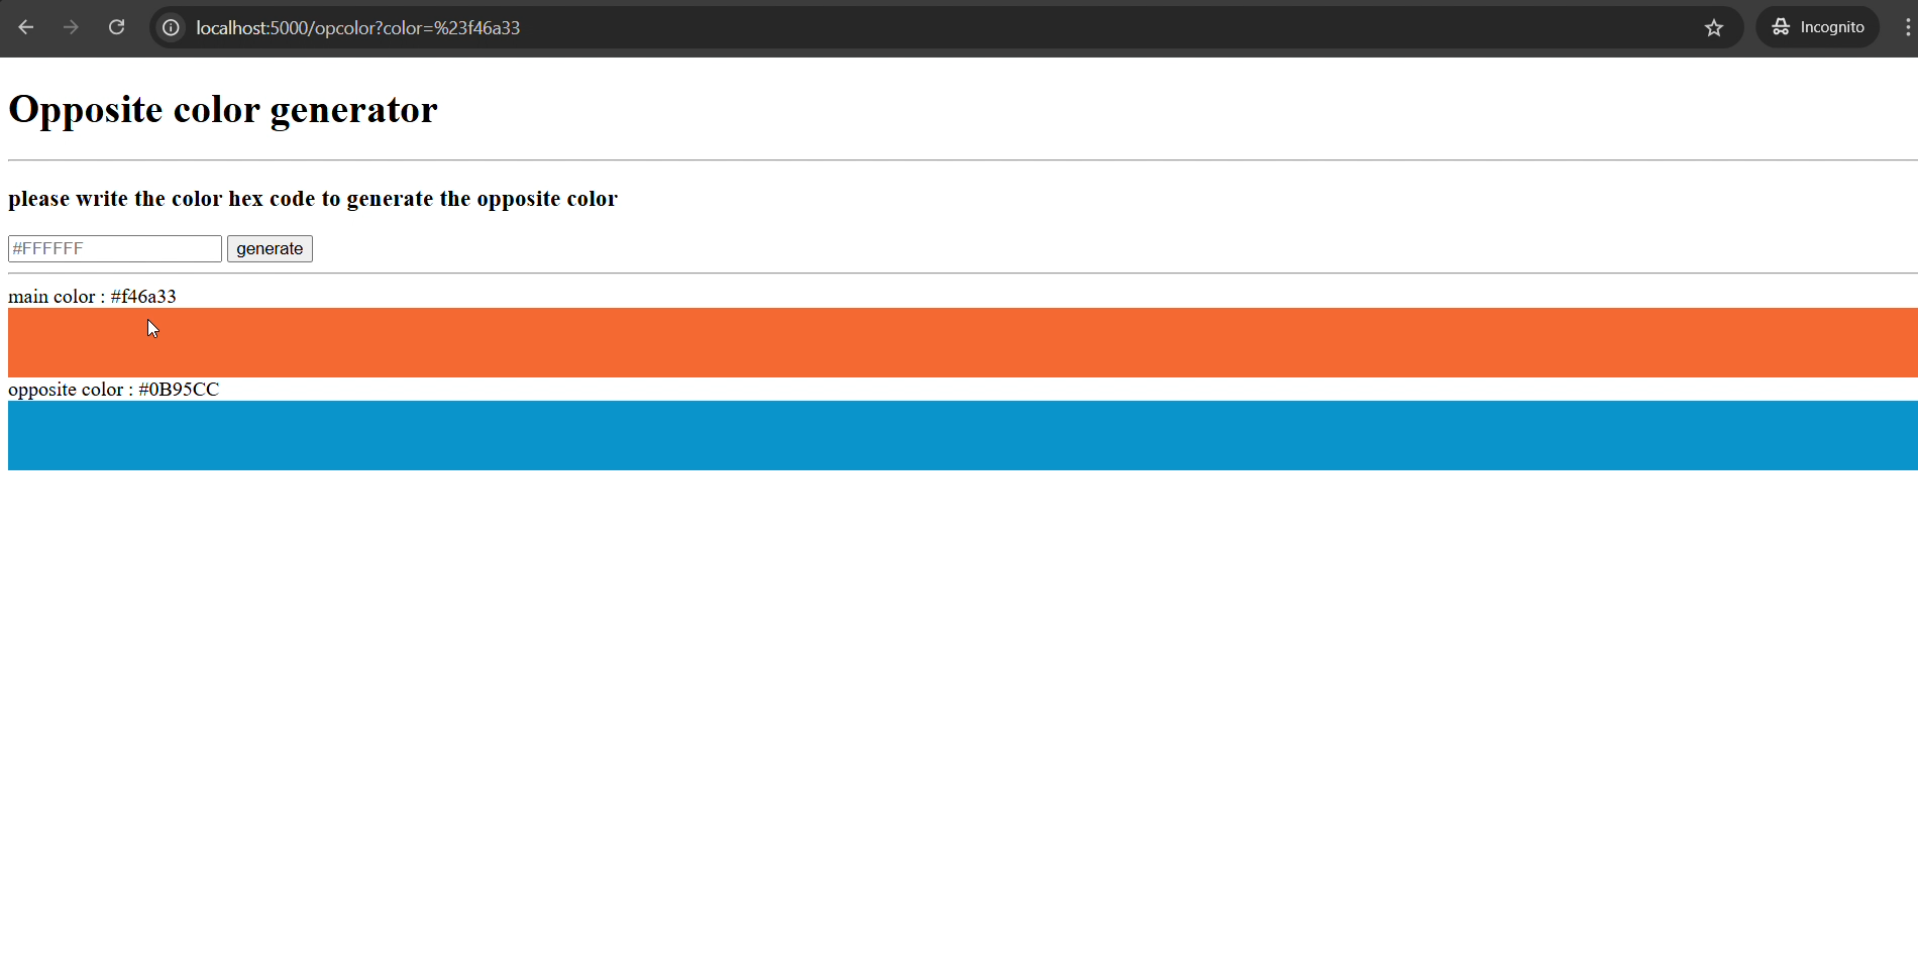 localhost:5000/opcolor?color=%23f46a33
Incognito
Opposite color generator
please write the color hex code to generate the opposite color
#FFFFFF generate
main color : #f46a33
opposite color : #0B95CC